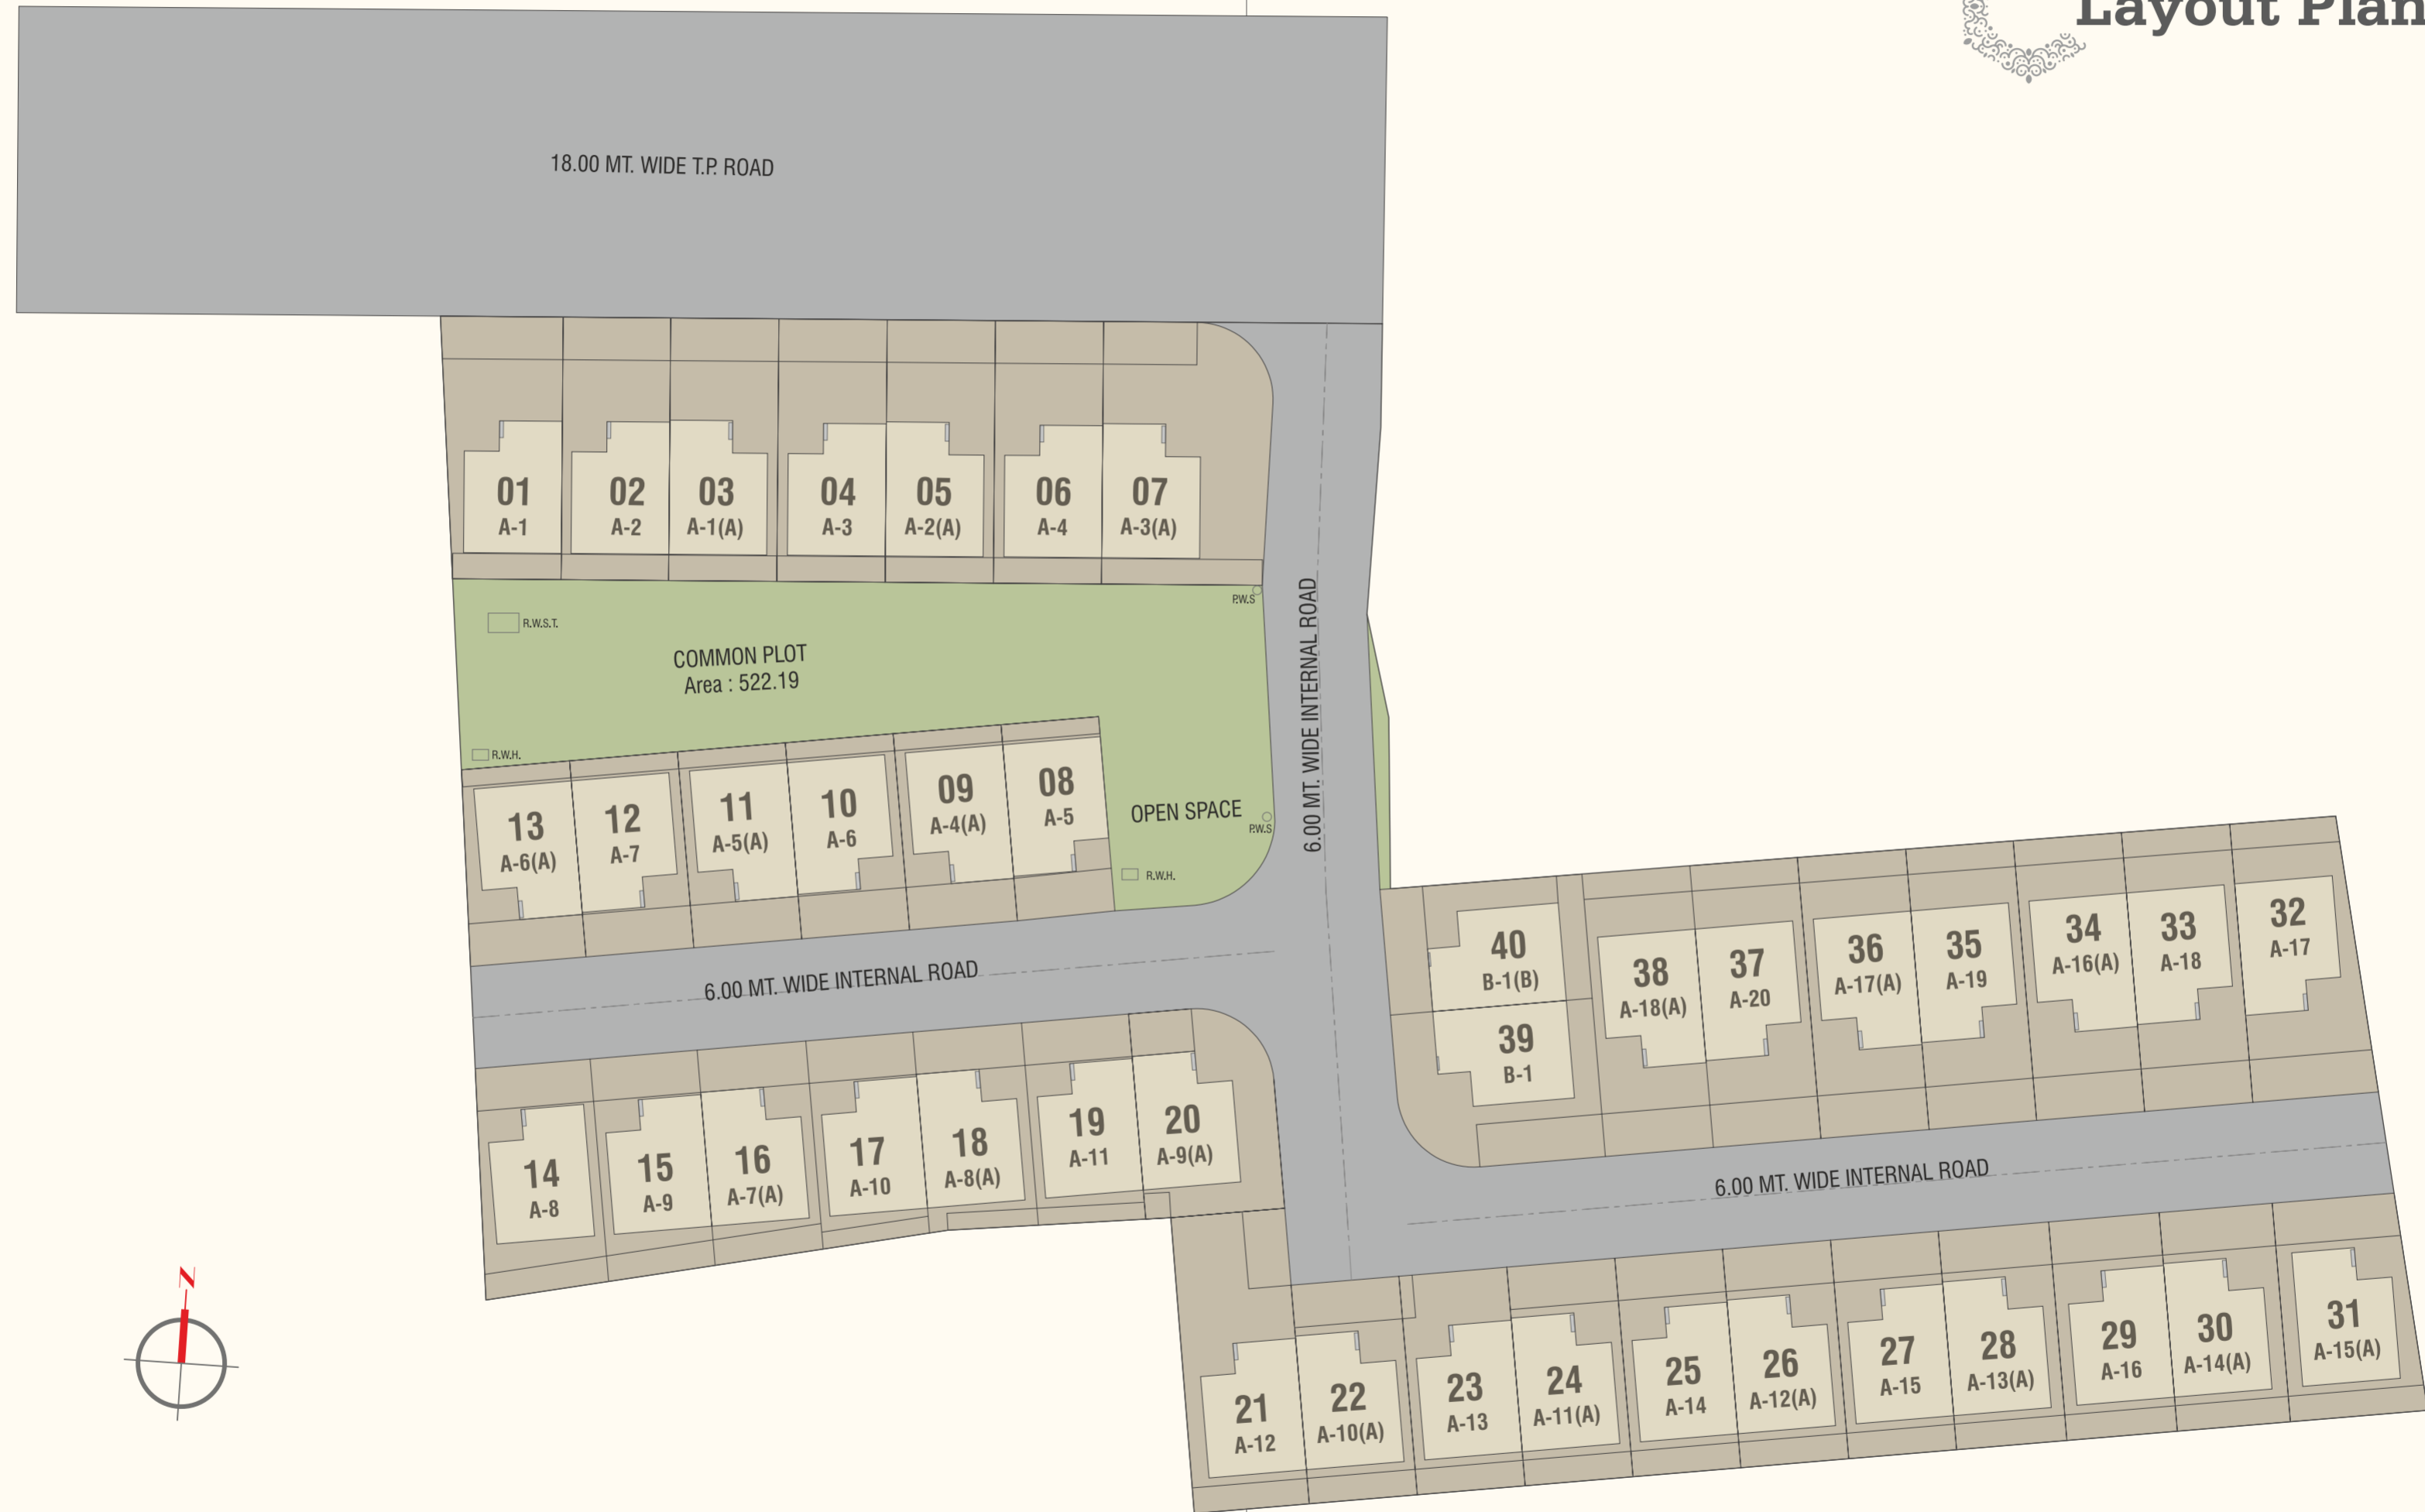 Layout Plan
18.00 MT. WIDE T.P. ROAD
01
A-1
02
A-2
03
A-1(A)
04
A-3
05
A-2(A)
06
A-4
07
A-3(A)
P.W.S
R.W.S.T.
COMMON PLOT
Area : 522.19
6.00 MT. WIDE INTERNAL ROAD
R.W.H.
13
A-6(A)
12
A-7
11
A-5(A)
10
A-6
09
A-4(A)
08
A-5
OPEN SPACE
P.W.S
R.W.H.
6.00 MT. WIDE INTERNAL ROAD
40
B-1(B)
39
B-1
38
A-18(A)
37
A-20
36
A-17(A)
35
A-19
34
A-16(A)
33
A-18
32
A-17
14
A-8
15
A-9
16
A-7(A)
17
A-10
18
A-8(A)
19
A-11
20
A-9(A)
6.00 MT. WIDE INTERNAL ROAD
N
21
A-12
22
A-10(A)
23
A-13
24
A-11(A)
25
A-14
26
A-12(A)
27
A-15
28
A-13(A)
29
A-16
30
A-14(A)
31
A-15(A)